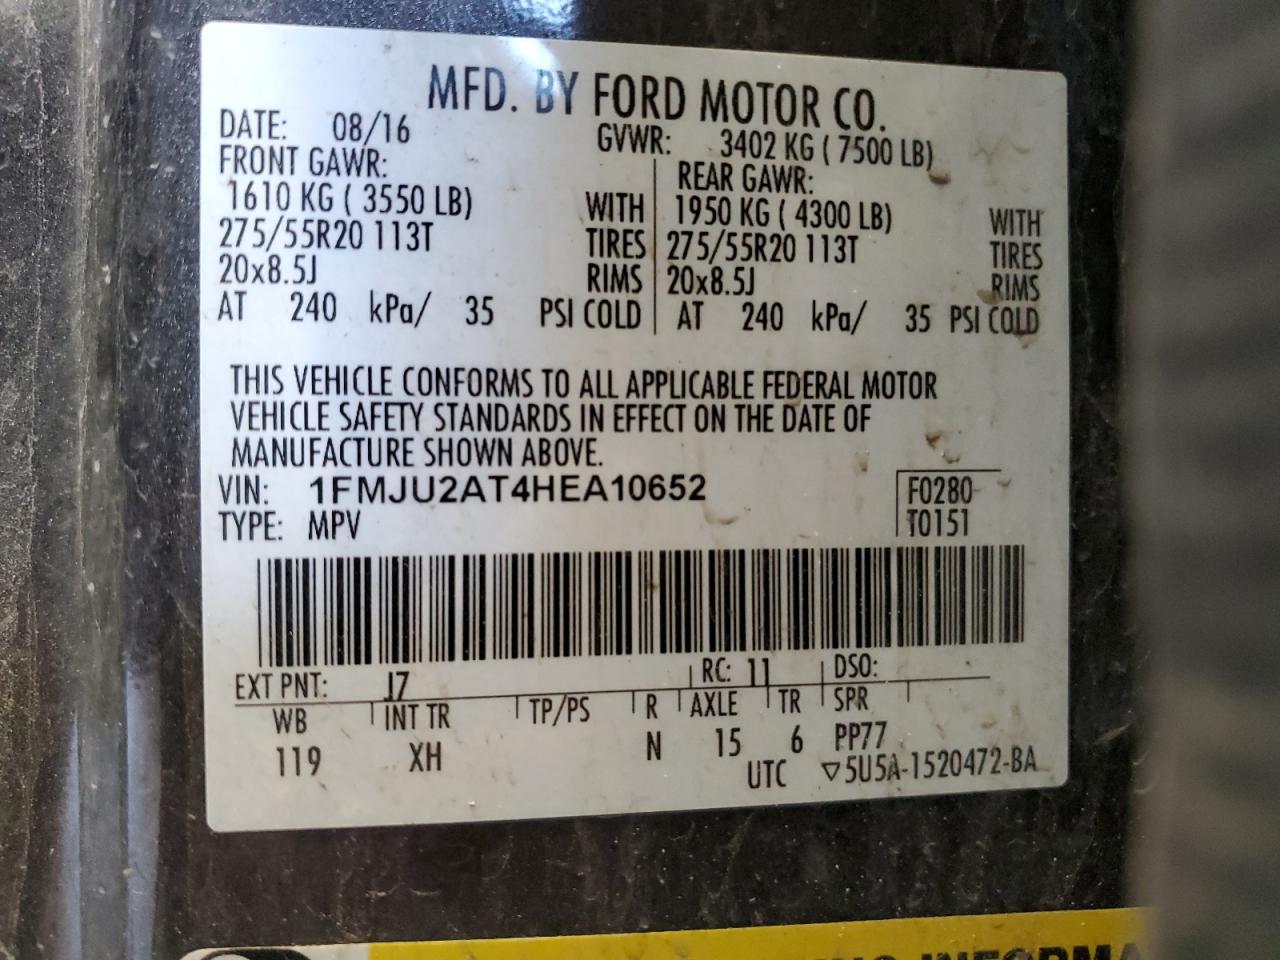 MFD. BY FORD MOTOR CO.
DATE: 08/16 GVWR: 3402 KG ( 7500 LB)
FRONT GAWR: REAR GAWR:
1610 KG ( 3550 LB) WITH 1950 KG ( 4300 LB) WITH
275/55R20 113T TIRES 275/55R20 113T TIRES
20x8.5J RIMS 20x8.5J RIMS
AT 240 kPa/ 35 PSI COLD AT 240 kPa/ 35 PSI COLD
THIS VEHICLE CONFORMS TO ALL APPLICABLE FEDERAL MOTOR
VEHICLE SAFETY STANDARDS IN EFFECT ON THE DATE OF
MANUFACTURE SHOWN ABOVE.
VIN: 1FMJU2AT4HEA10652 F0280
TYPE: MPV T0151
EXT PNT: J7 RC: 11 DSO:
WB INT TR TP/PS R AXLE TR SPR
119 XH N 15 6 PP77
UTC ▽5U5A-1520472-BA